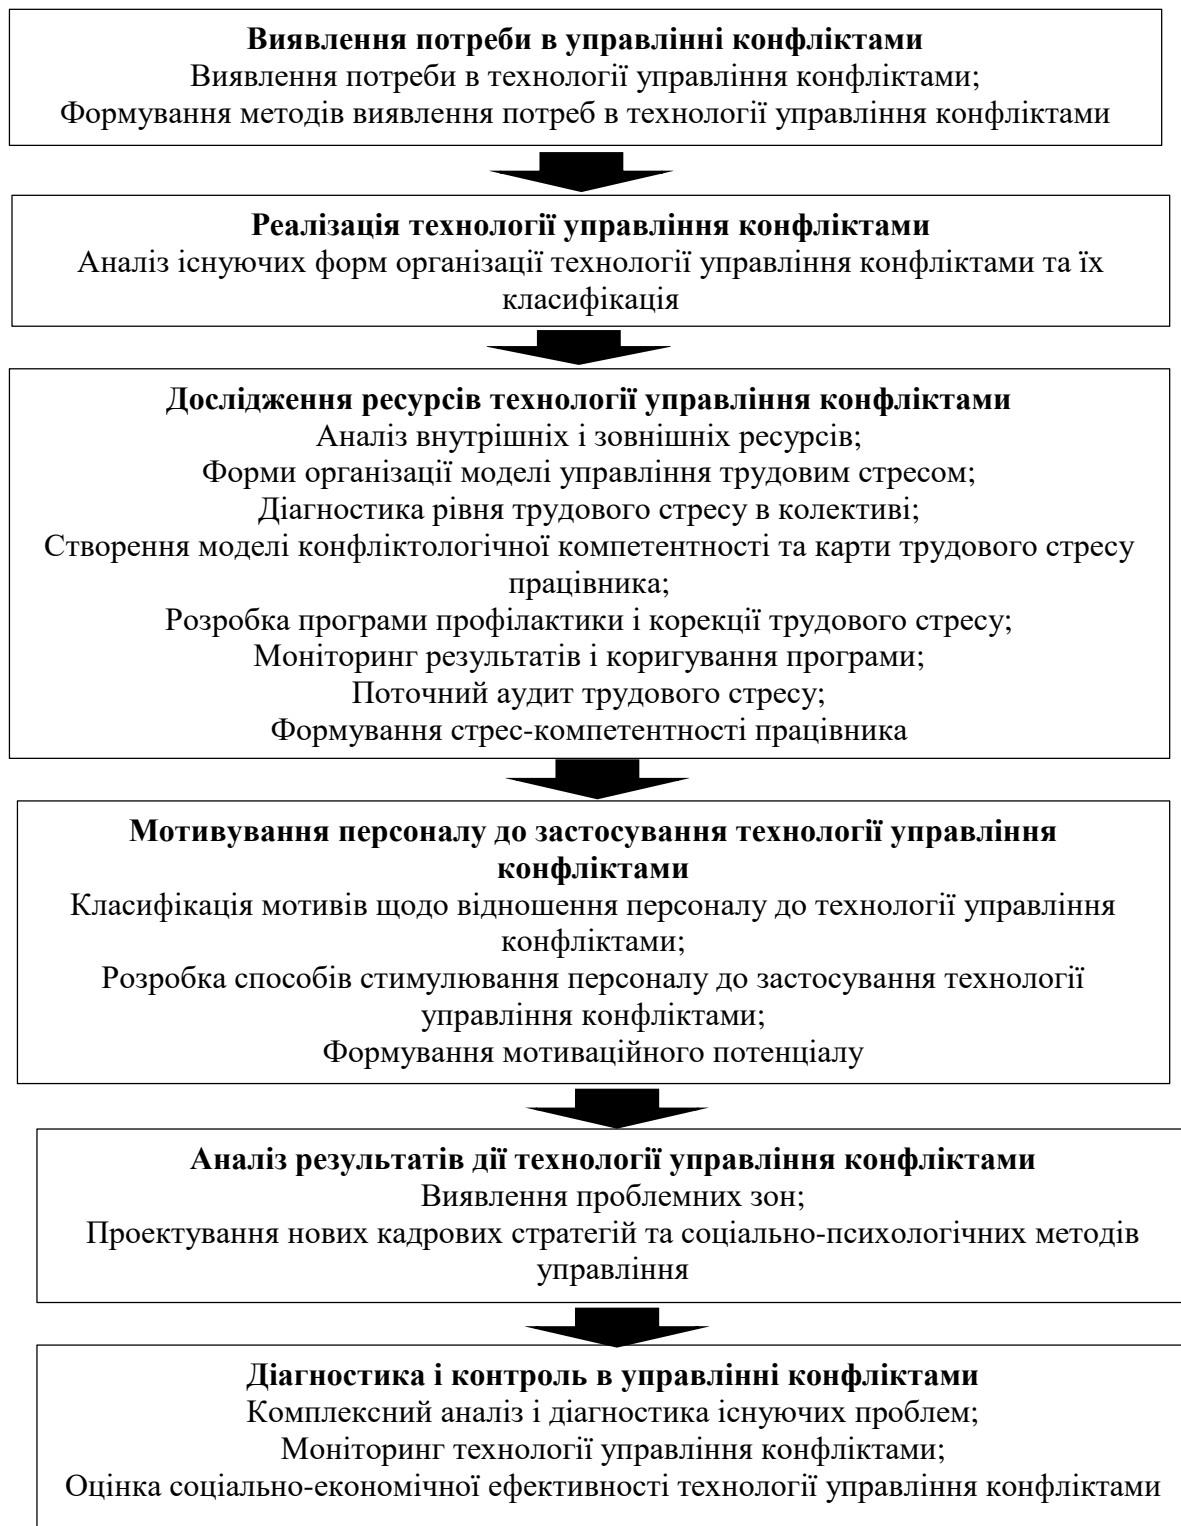 Виявлення потреби в управлінні конфліктами
Виявлення потреби в технології управління конфліктами;
Формування методів виявлення потреб в технології управління конфліктами
Реалізація технології управління конфліктами
Аналіз існуючих форм організації технології управління конфліктами та їх
класифікація
Дослідження ресурсів технології управління конфліктами
Аналіз внутрішніх і зовнішніх ресурсів;
Форми організації моделі управління трудовим стресом;
Діагностика рівня трудового стресу в колективі;
Створення моделі конфліктологічної компетентності та карти трудового стресу
працівника;
Розробка програми профілактики і корекції трудового стресу;
Моніторинг результатів і коригування програми;
Поточний аудит трудового стресу;
Формування стрес-компетентності працівника
Мотивування персоналу до застосування технології управління
конфліктами
Класифікація мотивів щодо відношення персоналу до технології управління
конфліктами;
Розробка способів стимулювання персоналу до застосування технології
управління конфліктами;
Формування мотиваційного потенціалу
Аналіз результатів дії технології управління конфліктами
Виявлення проблемних зон;
Проектування нових кадрових стратегій та соціально-психологічних методів
управління
Діагностика і контроль в управлінні конфліктами
Комплексний аналіз і діагностика існуючих проблем;
Моніторинг технології управління конфліктами;
Оцінка соціально-економічної ефективності технології управління конфліктами